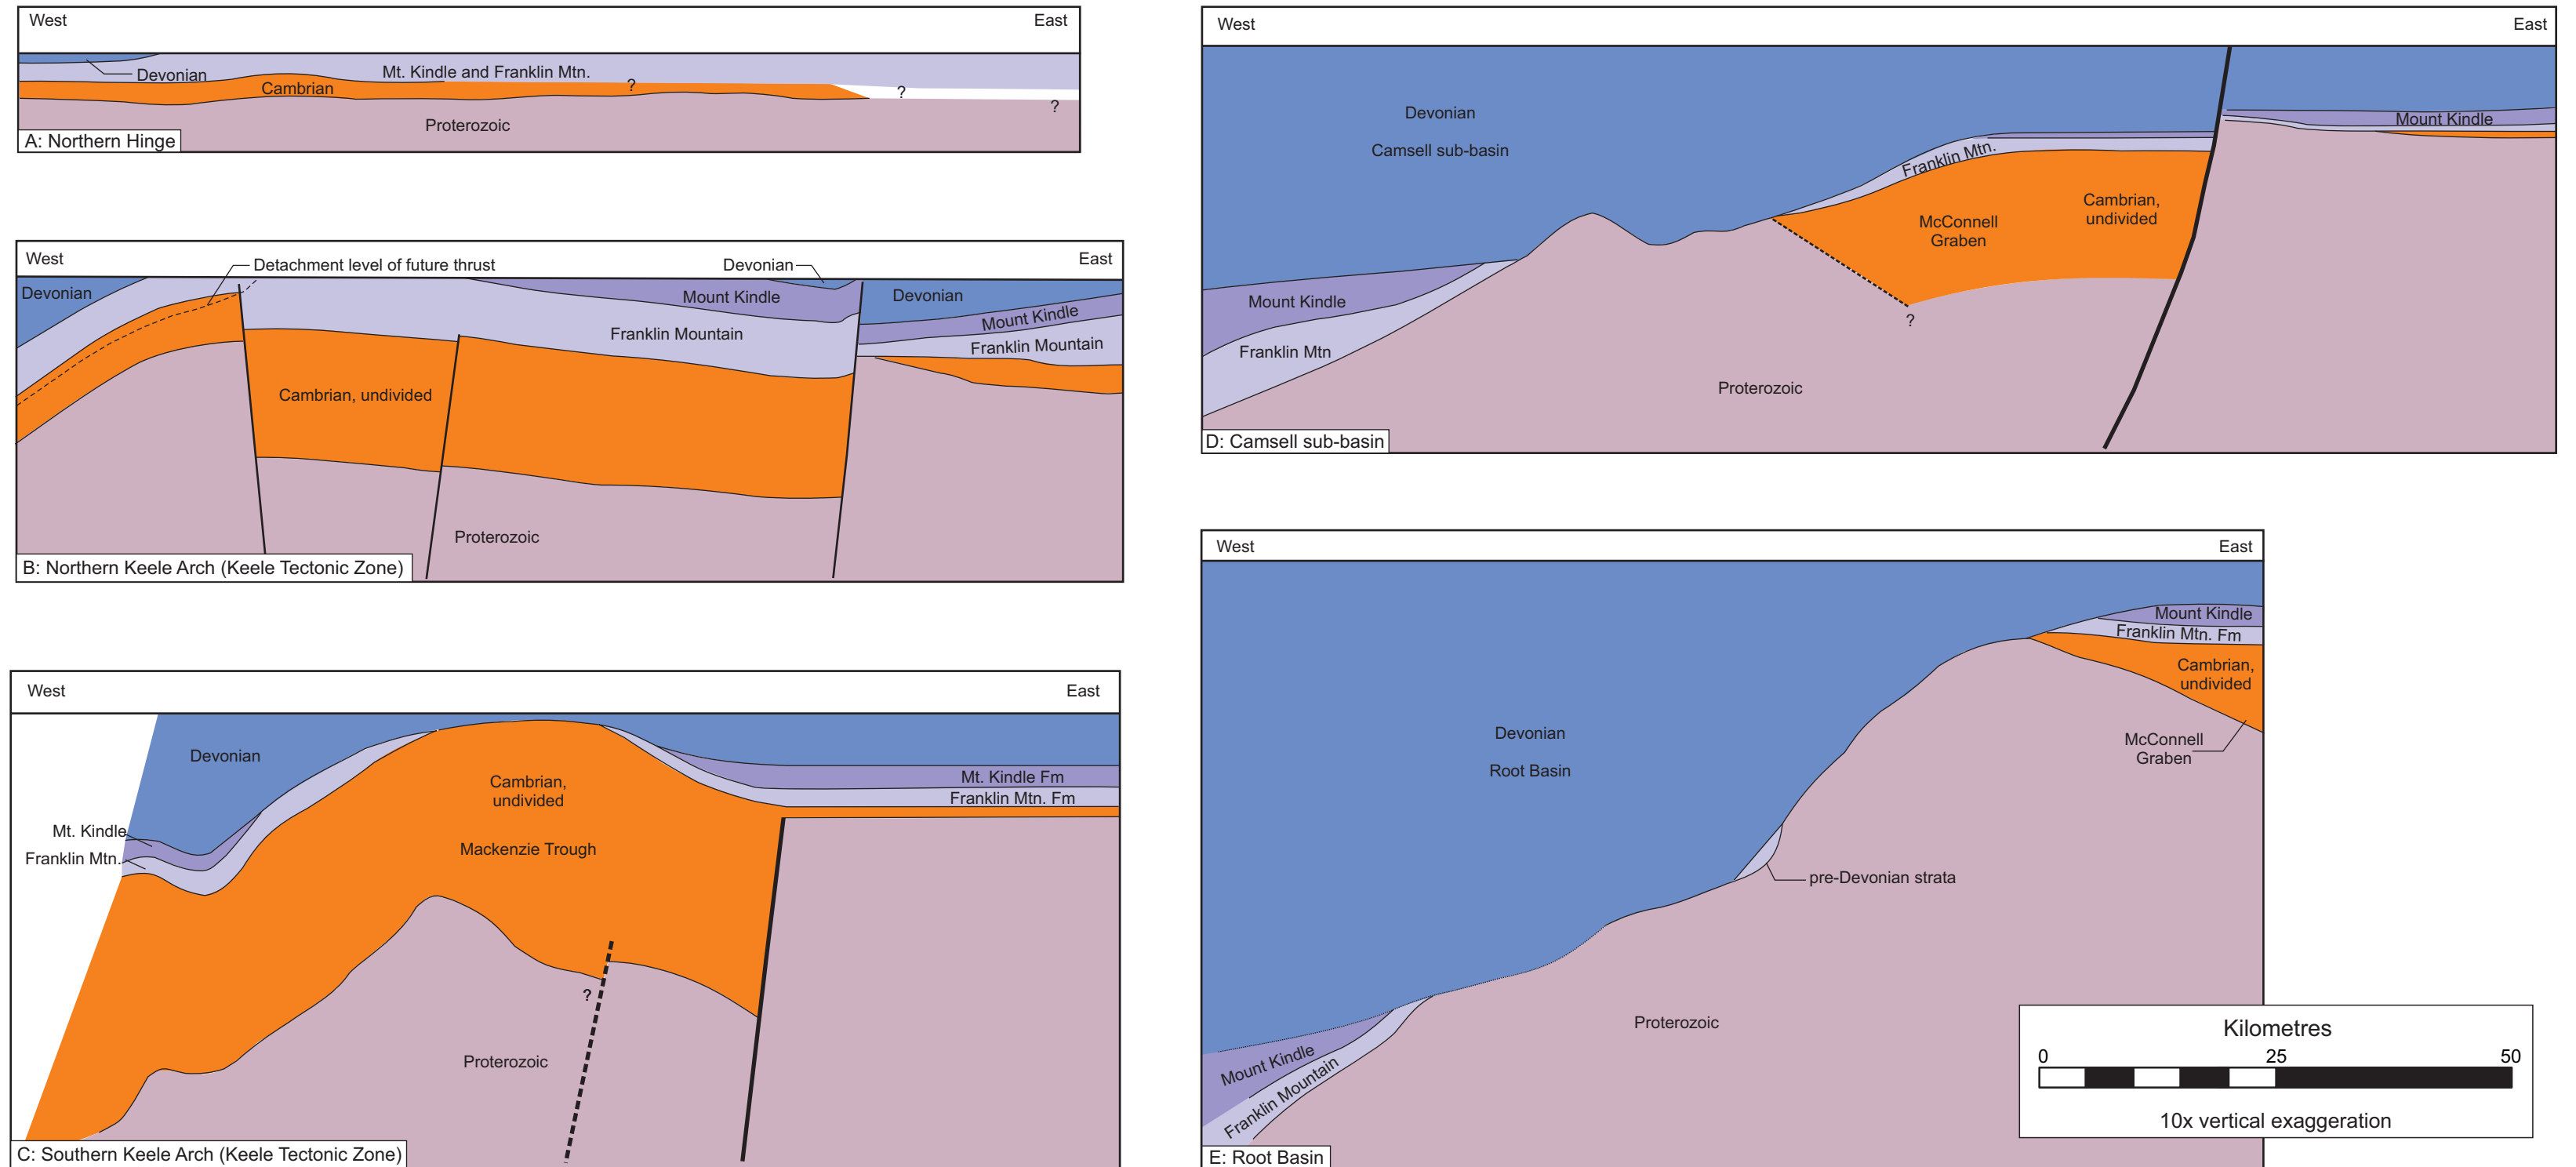 West
East
Devonian
Mt. Kindle and Franklin Mtn.
Cambrian
?
?
?
Proterozoic
A: Northern Hinge
West
East
Detachment level of future thrust
Devonian
Devonian
Mount Kindle
Devonian
Mount Kindle
Franklin Mountain
Franklin Mountain
Cambrian, undivided
Proterozoic
B: Northern Keele Arch (Keele Tectonic Zone)
West
East
Devonian
Cambrian,
undivided
Mt. Kindle Fm
Franklin Mtn. Fm
Mt. Kindle
Franklin Mtn.
Mackenzie Trough
?
Proterozoic
C: Southern Keele Arch (Keele Tectonic Zone)
West
East
Devonian
Camsell sub-basin
Mount Kindle
Franklin Mtn.
Cambrian,
undivided
McConnell
Graben
Mount Kindle
?
Franklin Mtn
Proterozoic
D: Camsell sub-basin
West
East
Mount Kindle
Franklin Mtn. Fm
Cambrian,
undivided
McConnell
Graben
Devonian
Root Basin
pre-Devonian strata
Proterozoic
Mount Kindle
Franklin Mountain
E: Root Basin
Kilometres
0 25 50
10x vertical exaggeration